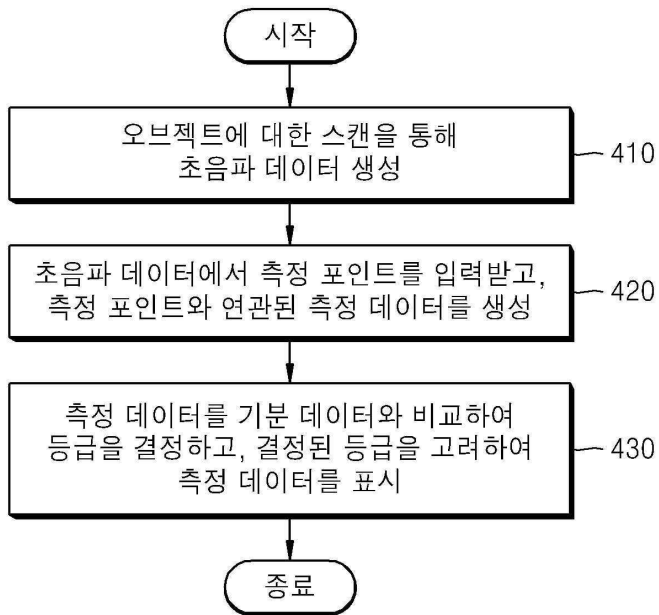 시작
오브젝트에 대한 스캔을 통해
초음파 데이터 생성
410
초음파 데이터에서 측정 포인트를 입력받고,
측정 포인트와 연관된 측정 데이터를 생성
420
측정 데이터를 기분 데이터와 비교하여
등급을 결정하고, 결정된 등급을 고려하여
측정 데이터를 표시
430
종료